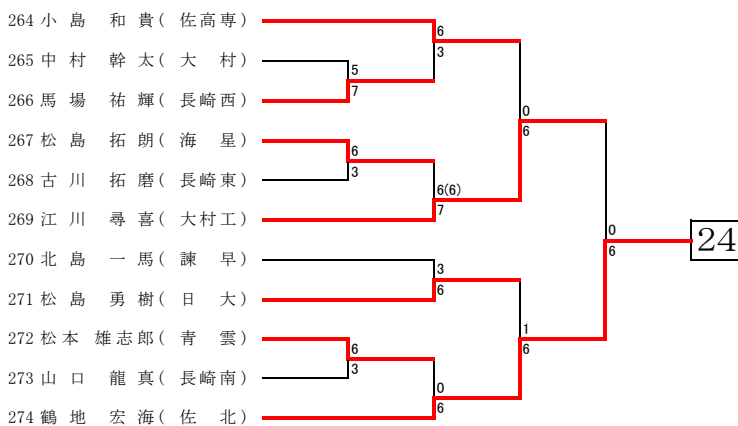 264 小 島 和 貴 ( 佐高専 )
6
3
265 中 村 幹 太 ( 大 村 )
5
7
266 馬 場 祐 輝 ( 長崎西 )
0
6
267 松 島 拓 朗 ( 海 星 )
6
3
268 古 川 拓 磨 ( 長崎東 )
6(6)
7
269 江 川 尋 喜 ( 大村工 )
0
6
24
270 北 島 一 馬 ( 諫 早 )
3
6
271 松 島 勇 樹 ( 日 大 )
1
6
272 松 本 雄志郎 ( 青 雲 )
6
3
273 山 口 龍 真 ( 長崎南 )
0
6
274 鶴 地 宏 海 ( 佐 北 )